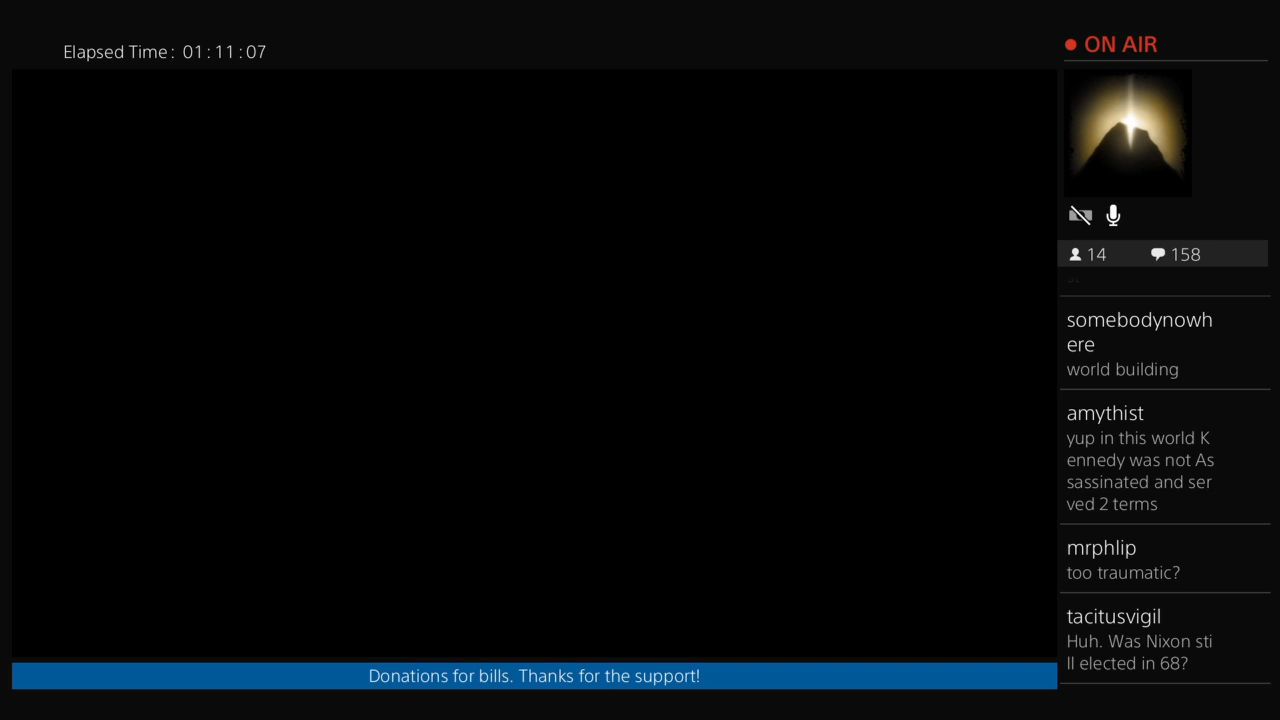 Elapsed Time: 01:11:07
ON AIR
14 158
somebodynowh
ere
world building
amythist
yup in this world K
ennedy was not As
sassinated and ser
ved 2 terms
mrphlip
too traumatic?
tacitusvigil
Huh. Was Nixon sti
ll elected in 68?
Donations for bills. Thanks for the support!